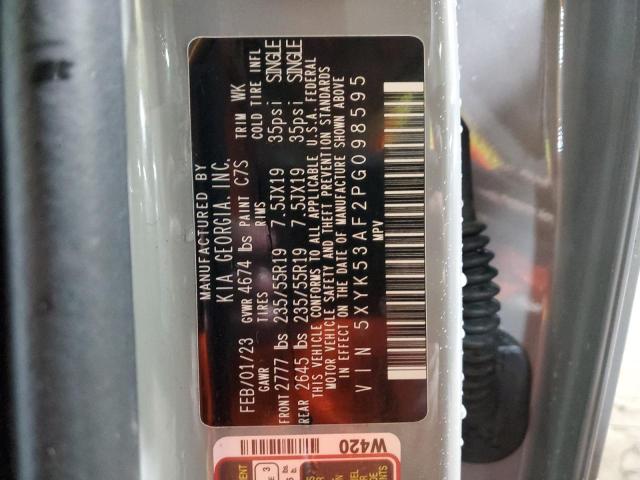 MANUFACTURED BY
KIA GEORGIA, INC.
FEB/01/23 GVWR 4674 lbs PAINT C7S TRIM WK
GAWR TIRES RIMS COLD TIRE INFL
FRONT 2777 lbs 235/55R19 7.5JX19 35psi SINGLE
REAR 2645 lbs 235/55R19 7.5JX19 35psi SINGLE
THIS VEHICLE CONFORMS TO ALL APPLICABLE U.S.A. FEDERAL
MOTOR VEHICLE SAFETY AND THEFT PREVENTION STANDARDS
IN EFFECT ON THE DATE OF MANUFACTURE SHOWN ABOVE
VIN 5XYK53AF2PG098595
MPV
W420